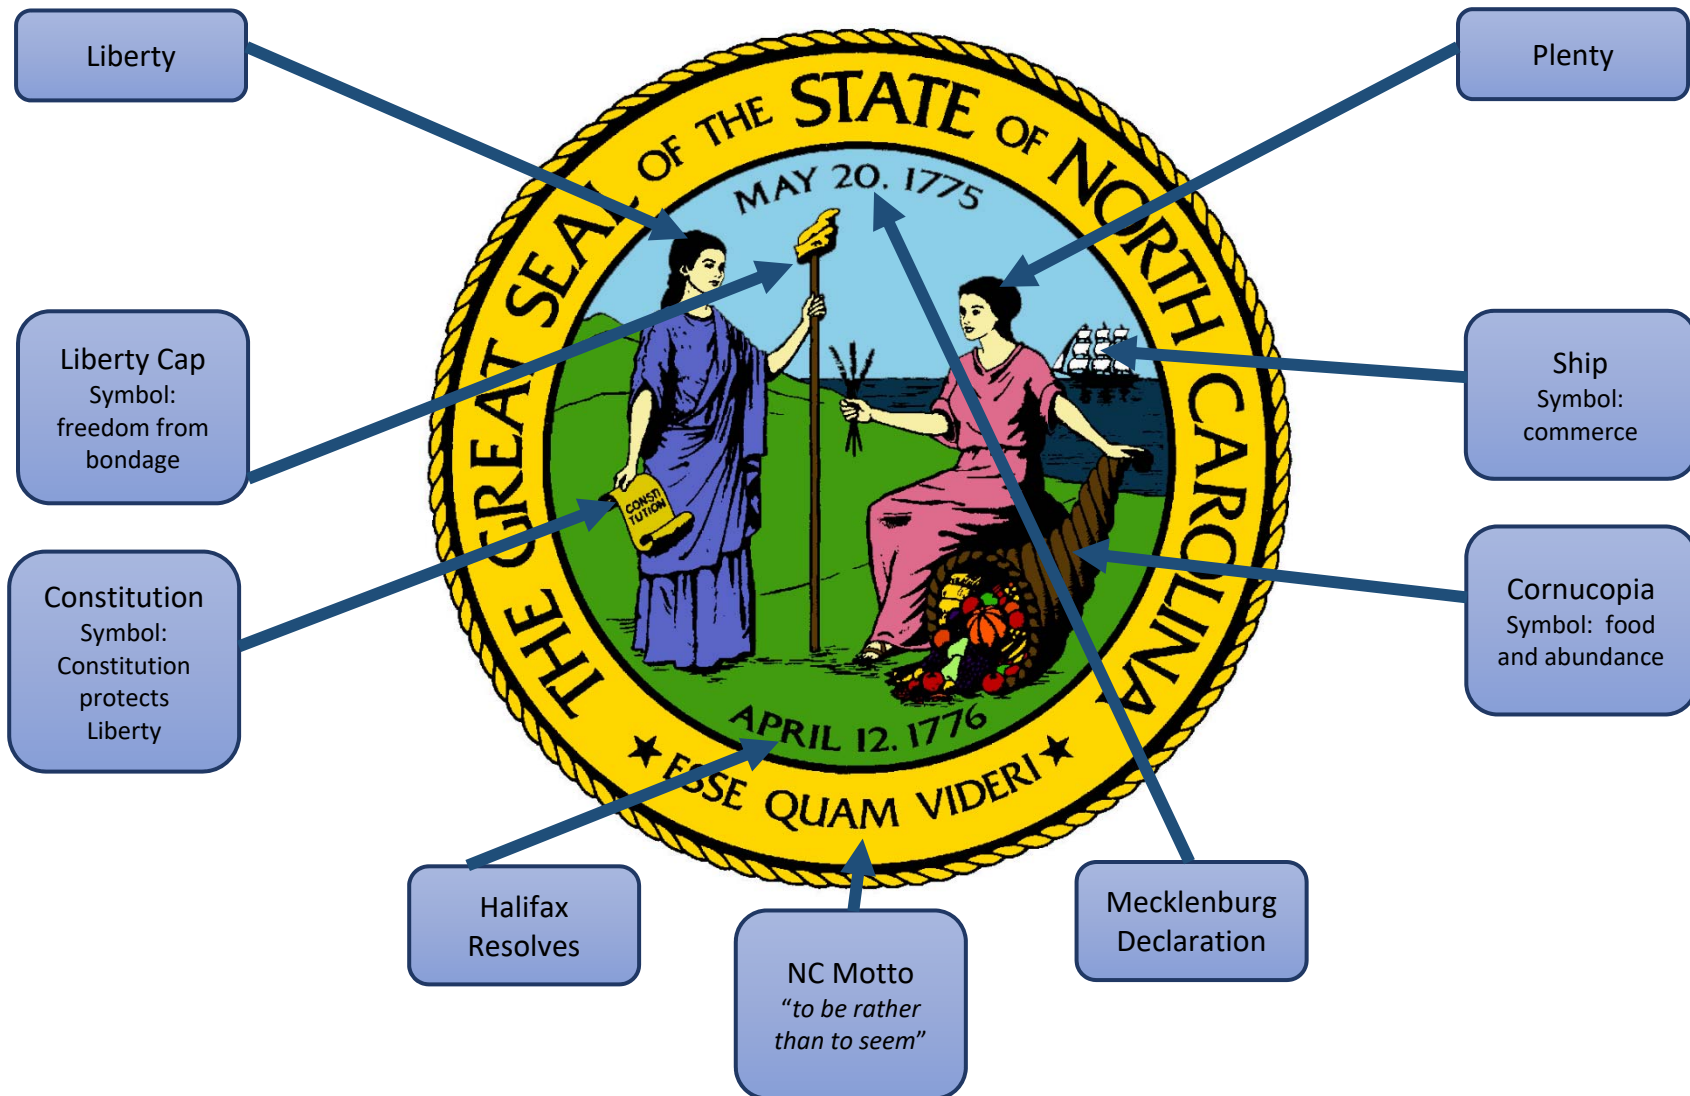 Liberty
Plenty
THE GREAT SEAL OF THE STATE OF NORTH CAROLINA
MAY 20, 1775
Liberty Cap
Symbol:
freedom from
bondage
Ship
Symbol:
commerce
CONSTI
TUTION
Constitution
Symbol:
Constitution
protects
Liberty
Cornucopia
Symbol: food
and abundance
APRIL 12, 1776
★ ESSE QUAM VIDERI ★
Halifax
Resolves
NC Motto
“to be rather
than to seem”
Mecklenburg
Declaration